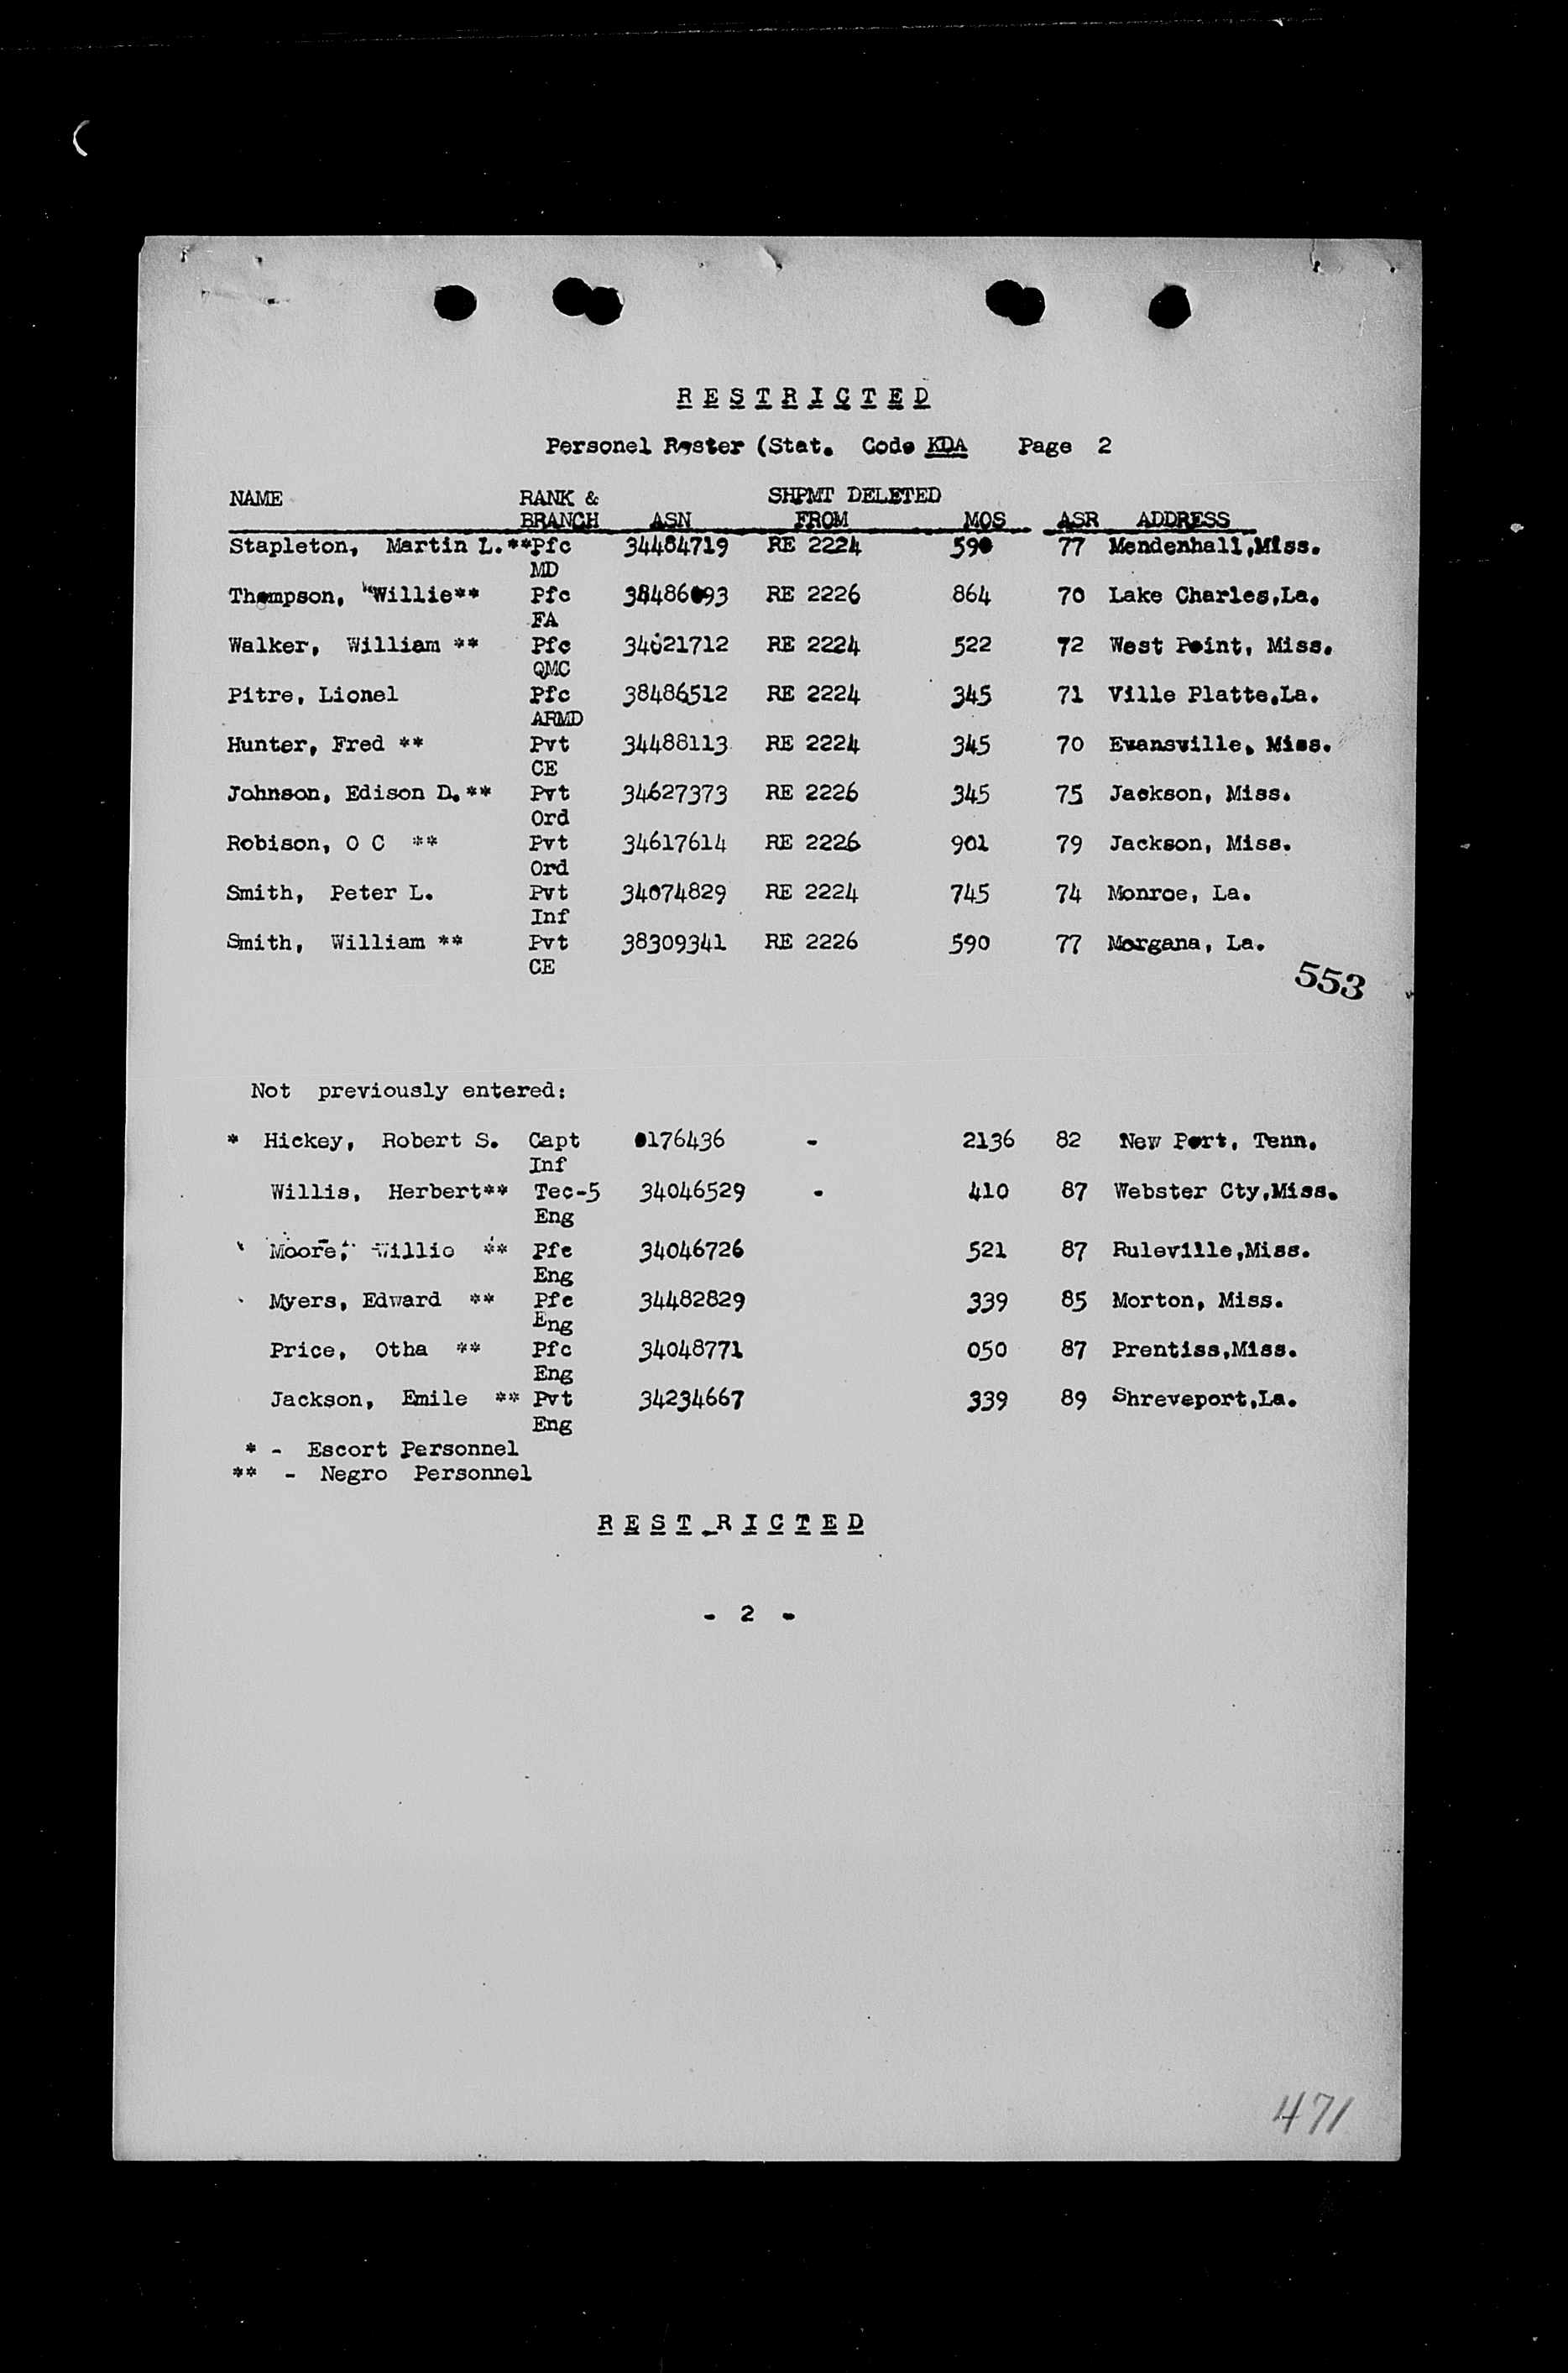 RESTRICTED
Personel Roster (Stat. Code KDA Page 2
NAME RANK & SHPMT DELETED
BRANCH ASN FROM MOS ASR ADDRESS
Stapleton, Martin L.**Pfc 34484719 RE 2224 590 77 Mendenhall,Miss.
MD
Thompson, Willie** Pfc 38486093 RE 2226 864 70 Lake Charles,La.
FA
Walker, William ** Pfc RE 2224 522 72 West Point, Miss.
QMC
Pitre, Lionel Pfc 38486512 RE 2224 345 71 Ville Platte,La.
ARMD
Hunter, Fred ** Pvt 34488113 RE 2224 345 70 Evansville, Miss.
CE
Johnson, Edison D.** Pvt 34627373 RE 2226 345 75 Jackson, Miss.
Ord
Robison, O C ** Pvt 34617614 RE 2226 901 79 Jackson, Miss.
Ord
Smith, Peter L. Pvt 34074829 RE 2224 745 74 Monroe, La.
Inf
Smith, William ** Pvt 38309341 RE 2226 590 77 Morgana, La.
CE
553
Not previously entered:
* Hickey, Robert S. Capt 0176436 - 2136 82 New Port, Tenn.
Inf
Willis, Herbert** Tec-5 34046529 - 410 87 Webster Cty,Miss.
Eng
Moore, Willie ** Pfc 34046726 521 87 Ruleville,Miss.
Eng
Myers, Edward ** Pfc 34482829 339 85 Morton, Miss.
Eng
Price, Otha ** Pfc 34048771 050 87 Prentiss,Miss.
Eng
Jackson, Emile ** Pvt 34234667 339 89 Shreveport,La.
Eng
* - Escort Personnel
** - Negro Personnel
RESTRICTED
- 2 -
471